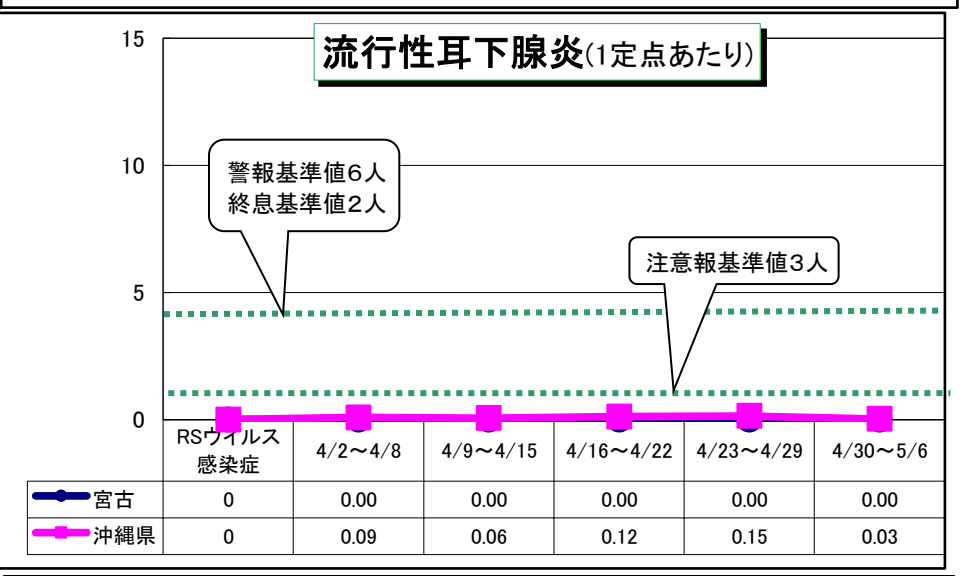 流行性耳下腺炎(1定点あたり)
15
10
5
0
警報基準値6人
終息基準値2人
注意報基準値3人
RSウイルス
感染症
4/2～4/8 4/9～4/15 4/16～4/22 4/23～4/29 4/30～5/6
宮古 0 0.00 0.00 0.00 0.00 0.00
沖縄県 0 0.09 0.06 0.12 0.15 0.03